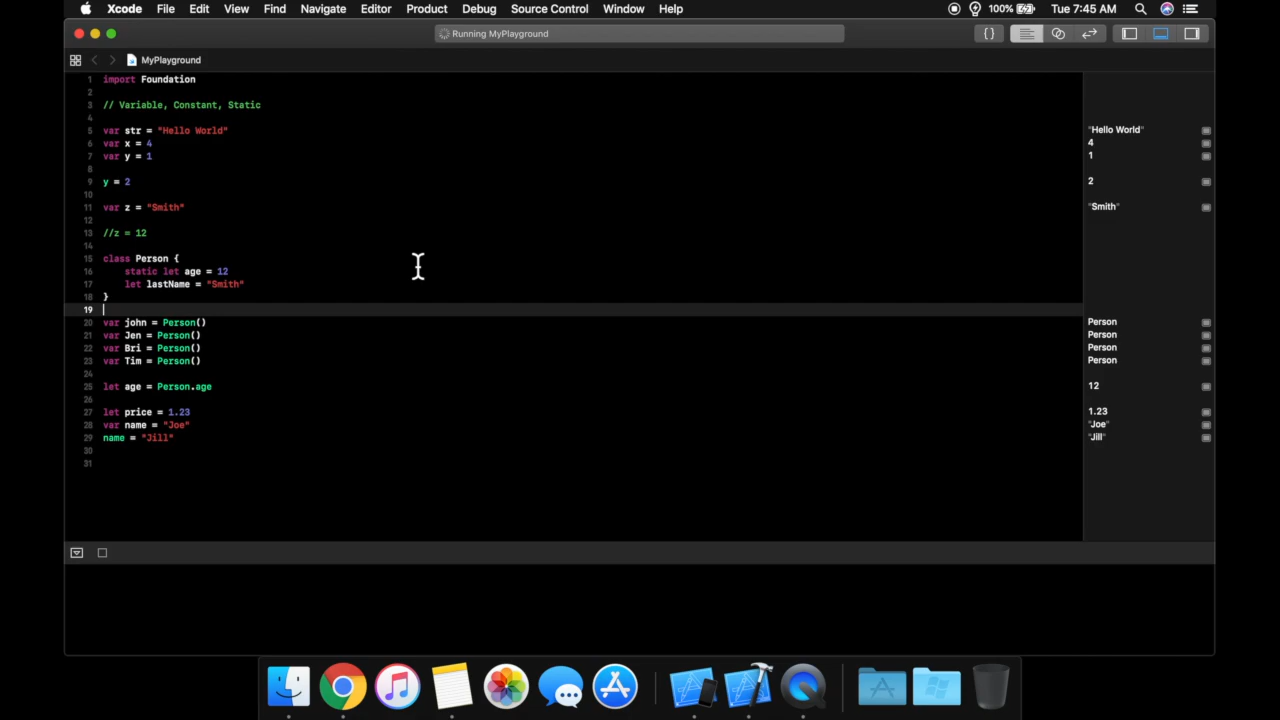 Xcode File Edit View Find Navigate Editor Product Debug Source Control Window Help 100% Tue 7:45 AM
Running MyPlayground { }
MyPlayground
1 import Foundation
2
3 // Variable, Constant, Static
4
5 var str = "Hello World" "Hello World"
6 var x = 4 4
7 var y = 1 1
8
9 y = 2 2
10
11 var z = "Smith" "Smith"
12
13 //z = 12
14
15 class Person {
16 static let age = 12
17 let lastName = "Smith"
18 }
19
20 var john = Person() Person
21 var Jen = Person() Person
22 var Bri = Person() Person
23 var Tim = Person() Person
24
25 let age = Person.age 12
26
27 let price = 1.23 1.23
28 var name = "Joe" "Joe"
29 name = "Jill" "Jill"
30
31